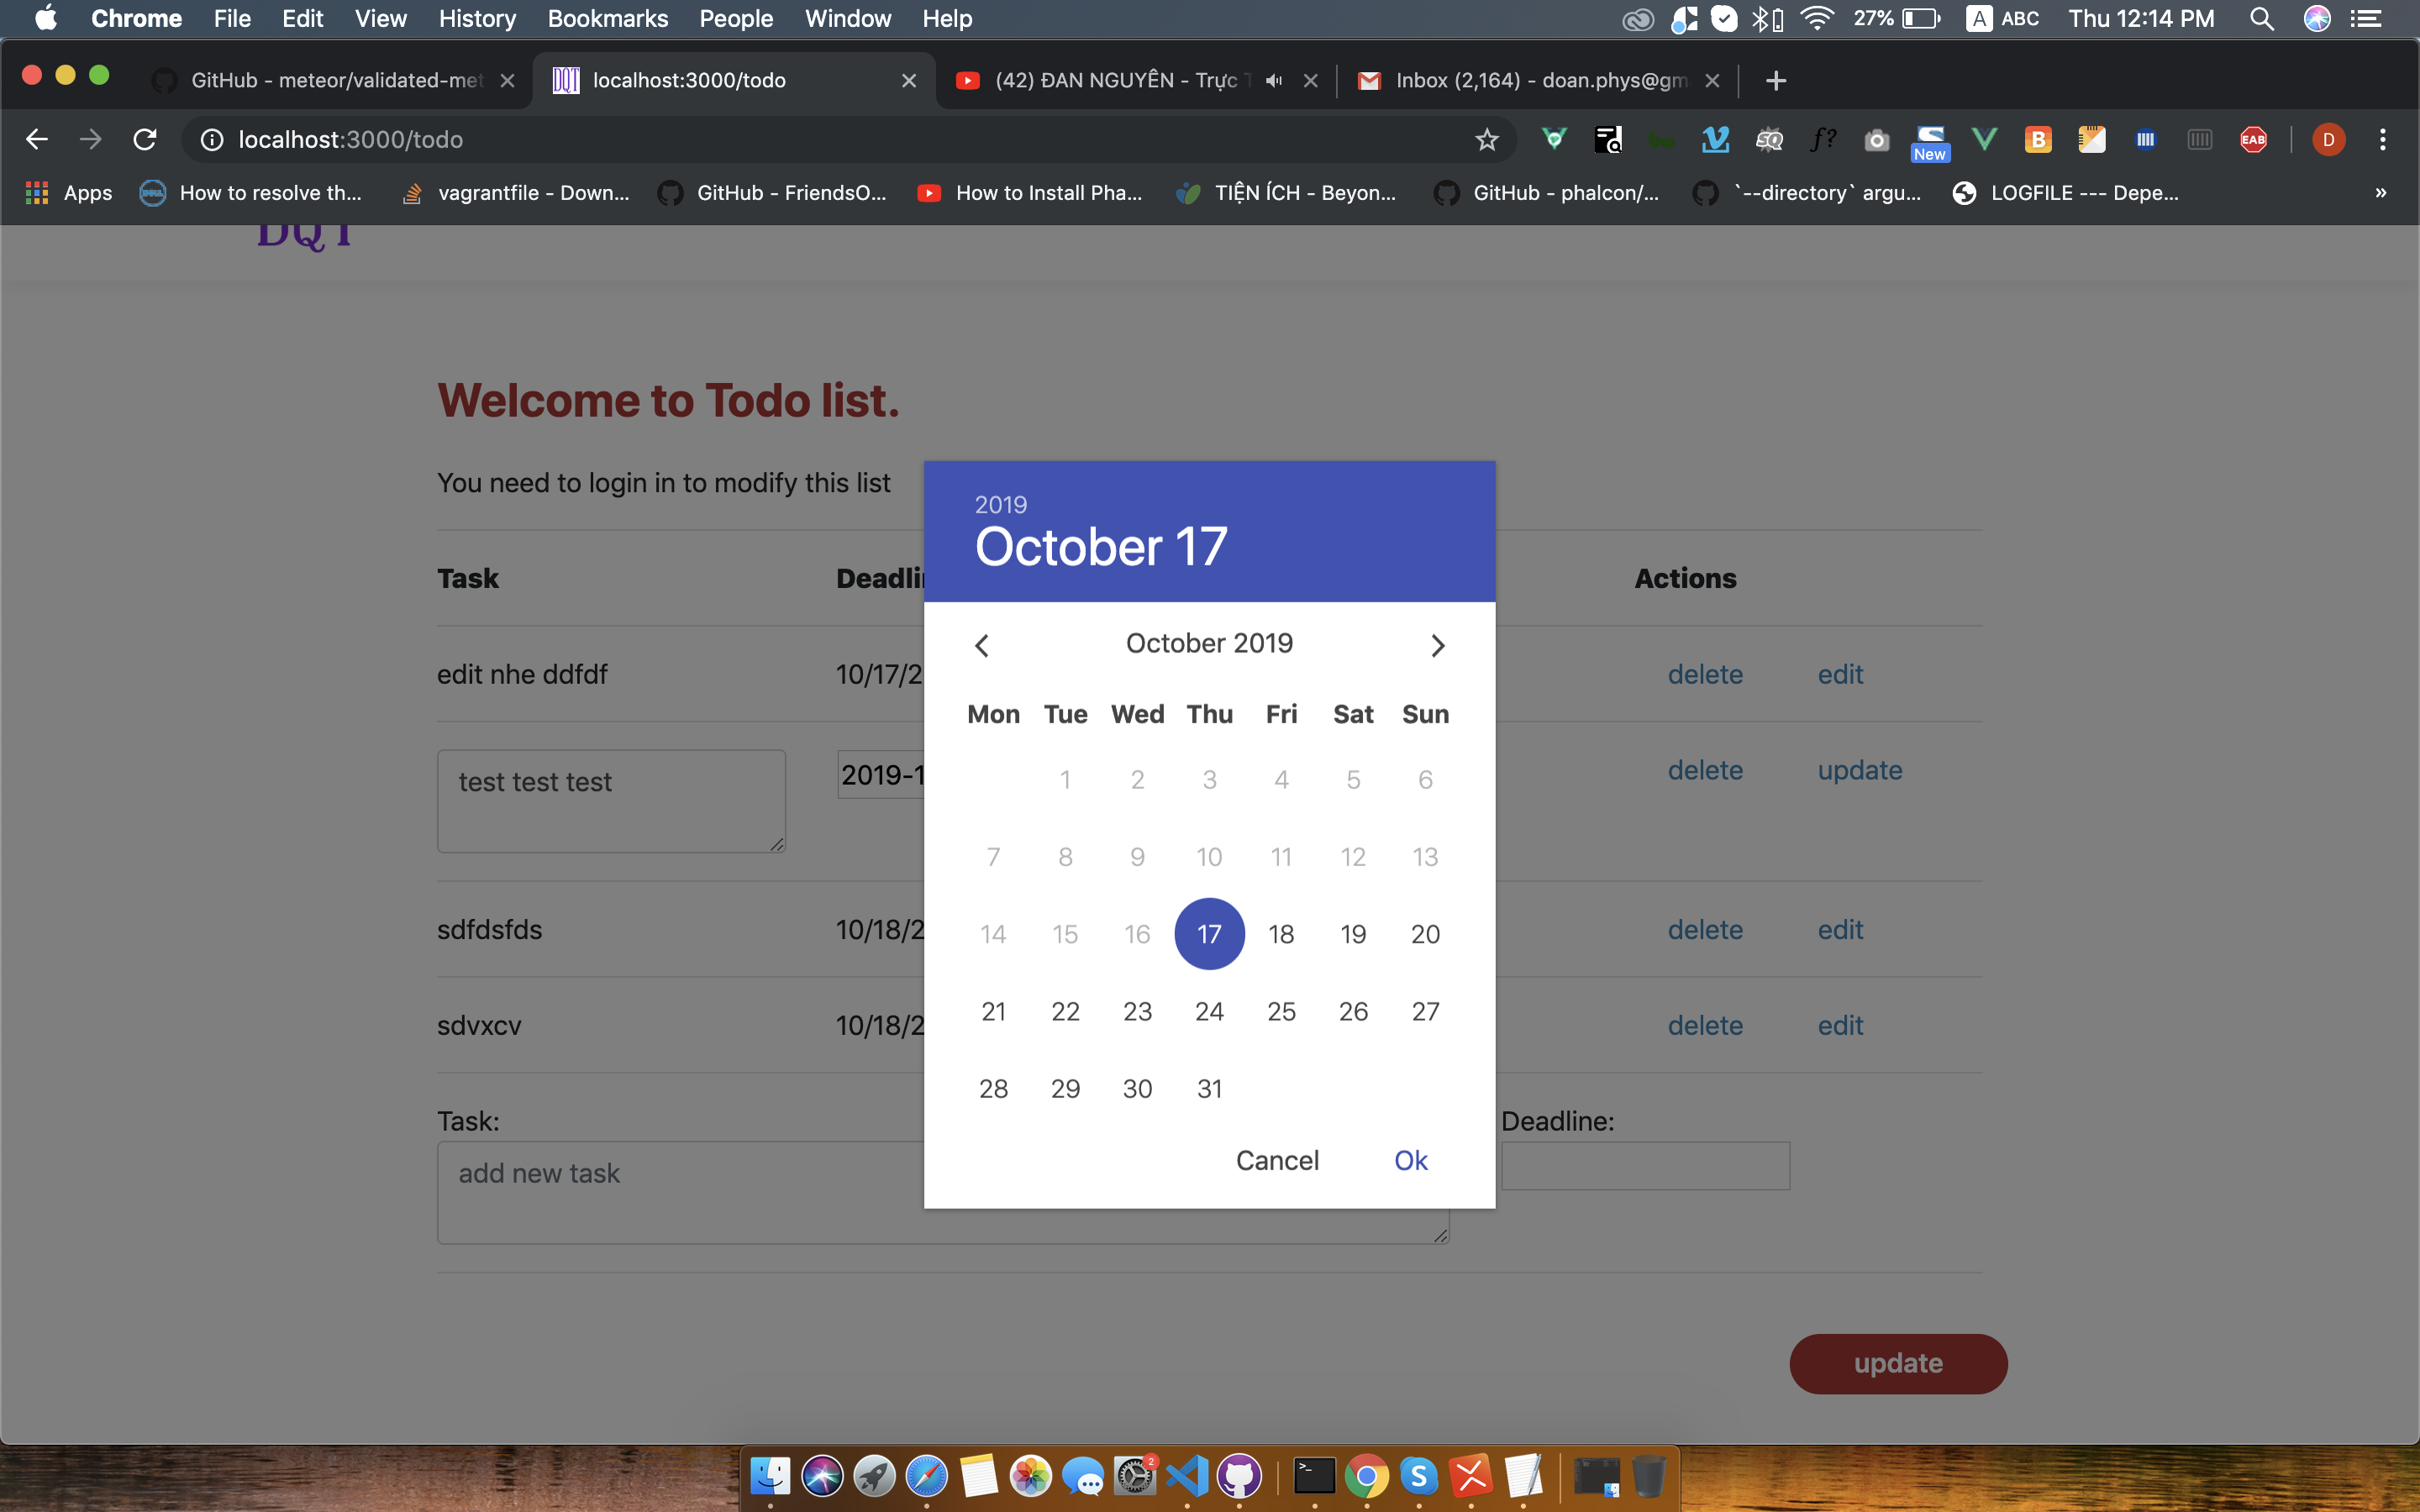 Chrome File Edit View History Bookmarks People Window Help 27% A ABC Thu 12:14 PM
GitHub - meteor/validated-met DQT localhost:3000/todo (42) ĐAN NGUYÊN - Trực T Inbox (2,164) - doan.phys@gm
localhost:3000/todo SQ f? New B EAB D
Apps How to resolve th... vagrantfile - Down... GitHub - FriendsO... How to Install Pha... TIỆN ÍCH - Beyon... GitHub - phalcon/... `--directory` argu... LOGFILE --- Depe... »
DQT
Welcome to Todo list.
You need to login in to modify this list
Task Deadli Actions
edit nhe ddfdf 10/17/2 delete edit
test test test 2019-1 delete update
sdfdsfds 10/18/2 delete edit
sdvxcv 10/18/2 delete edit
Task: Deadline:
add new task
update
2019
October 17
October 2019
Mon Tue Wed Thu Fri Sat Sun
1 2 3 4 5 6
7 8 9 10 11 12 13
14 15 16 17 18 19 20
21 22 23 24 25 26 27
28 29 30 31
Cancel Ok
2